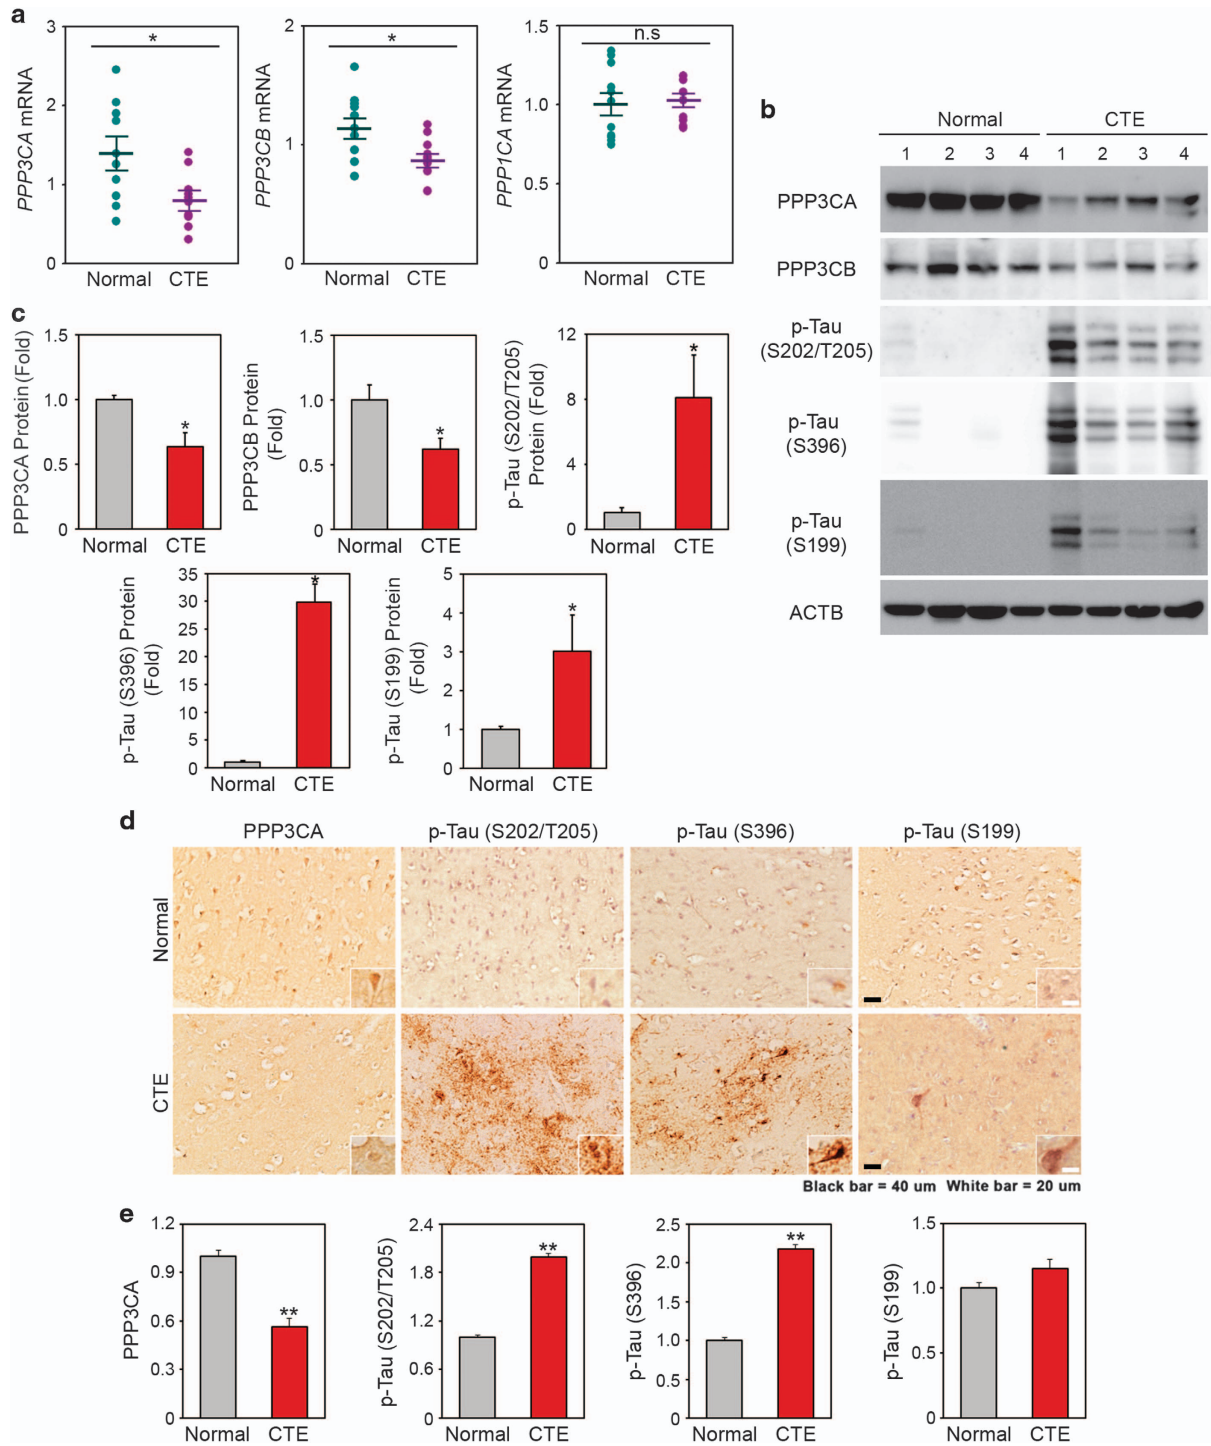 a
3
2
1
0
PPP3CA mRNA
*
Normal CTE
2
1
0
PPP3CB mRNA
*
Normal CTE
1.5
1.0
0.5
0
PPP1CA mRNA
n.s
Normal CTE
b
Normal CTE
1 2 3 4 1 2 3 4
PPP3CA
PPP3CB
p-Tau
(S202/T205)
p-Tau
(S396)
p-Tau
(S199)
ACTB
c
1.5
1.0
0.5
0
PPP3CA Protein (Fold)
*
Normal CTE
1.5
1.0
0.5
0
PPP3CB Protein
(Fold)
*
Normal CTE
12
8
4
0
p-Tau (S202/T205)
Protein (Fold)
*
Normal CTE
35
30
25
20
15
10
5
0
p-Tau (S396) Protein
(Fold)
*
Normal CTE
5
4
3
2
1
0
p-Tau (S199) Protein
(Fold)
*
Normal CTE
d
PPP3CA p-Tau (S202/T205) p-Tau (S396) p-Tau (S199)
Normal
CTE
Black bar = 40 um White bar = 20 um
e
1.2
0.9
0.6
0.3
0
PPP3CA
**
Normal CTE
2.4
1.8
1.2
0.6
0
p-Tau (S202/T205)
**
Normal CTE
2.5
2.0
1.5
1.0
0.5
0
p-Tau (S396)
**
Normal CTE
1.5
1.0
0.5
0
p-Tau (S199)
Normal CTE